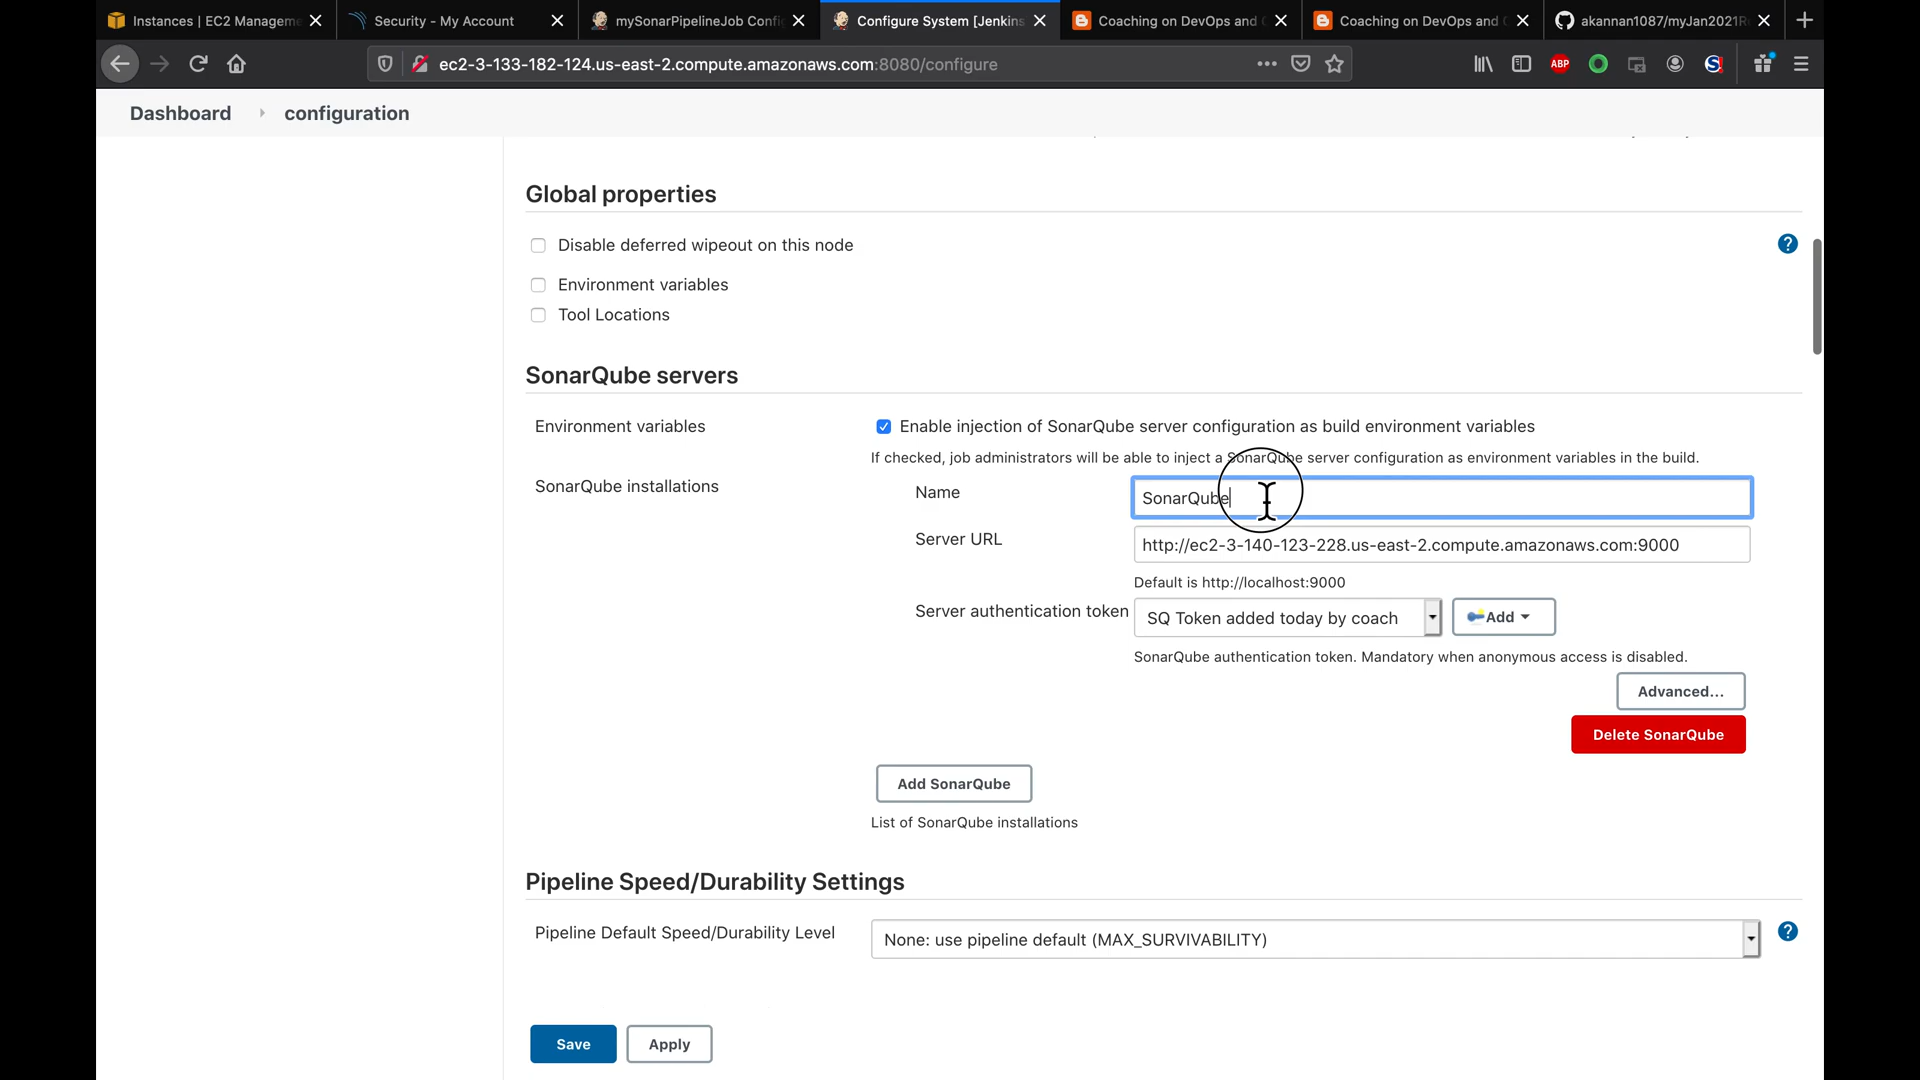 Instances | EC2 Manageme
Security - My Account
mySonarPipelineJob Confi
Configure System [Jenkins
Coaching on DevOps and C
Coaching on DevOps and C
akannan1087/myJan2021R
ec2-3-133-182-124.us-east-2.compute.amazonaws.com:8080/configure
ABP
Dashboard
configuration
Global properties
Disable deferred wipeout on this node
Environment variables
Tool Locations
SonarQube servers
Environment variables
Enable injection of SonarQube server configuration as build environment variables
If checked, job administrators will be able to inject a SonarQube server configuration as environment variables in the build.
SonarQube installations
Name
SonarQube
Server URL
http://ec2-3-140-123-228.us-east-2.compute.amazonaws.com:9000
Default is http://localhost:9000
Server authentication token
SQ Token added today by coach
Add
SonarQube authentication token. Mandatory when anonymous access is disabled.
Advanced...
Delete SonarQube
Add SonarQube
List of SonarQube installations
Pipeline Speed/Durability Settings
Pipeline Default Speed/Durability Level
None: use pipeline default (MAX_SURVIVABILITY)
Save
Apply